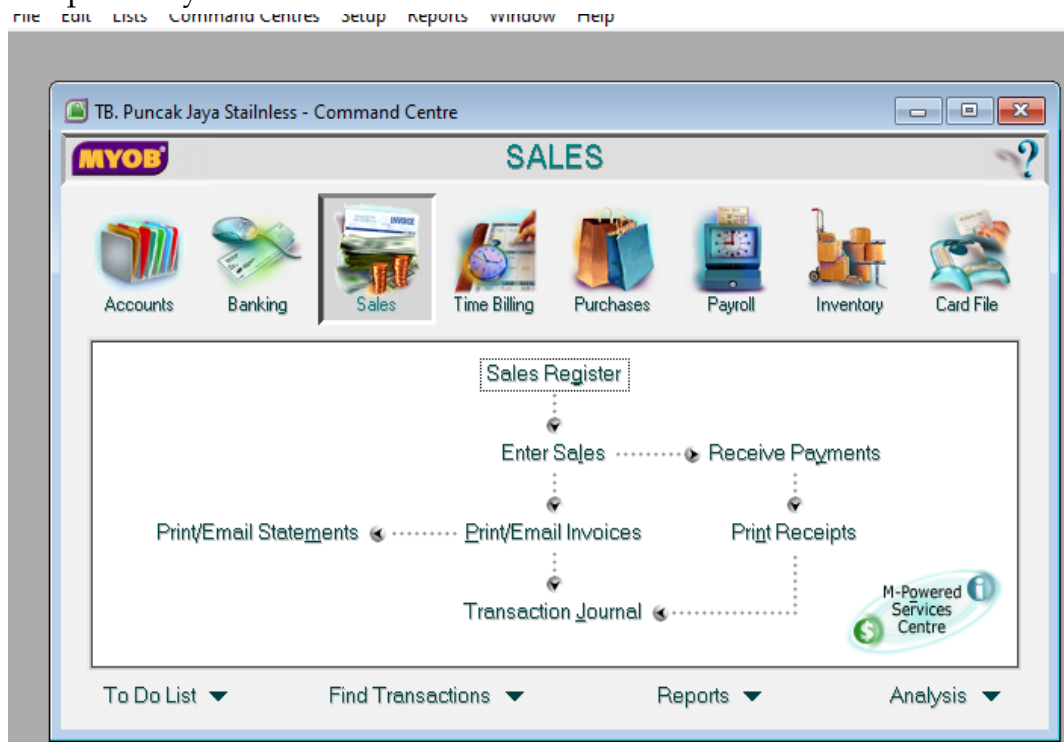 File Edit Lists Command Centres Setup Reports Window Help
TB. Puncak Jaya Stailnless - Command Centre
MYOB SALES
Accounts Banking Sales Time Billing Purchases Payroll Inventory Card File
INVOICE
Sales Register
Enter Sales Receive Payments
Print/Email Statements Print/Email Invoices Print Receipts
Transaction Journal
M-Powered
Services
Centre
To Do List Find Transactions Reports Analysis